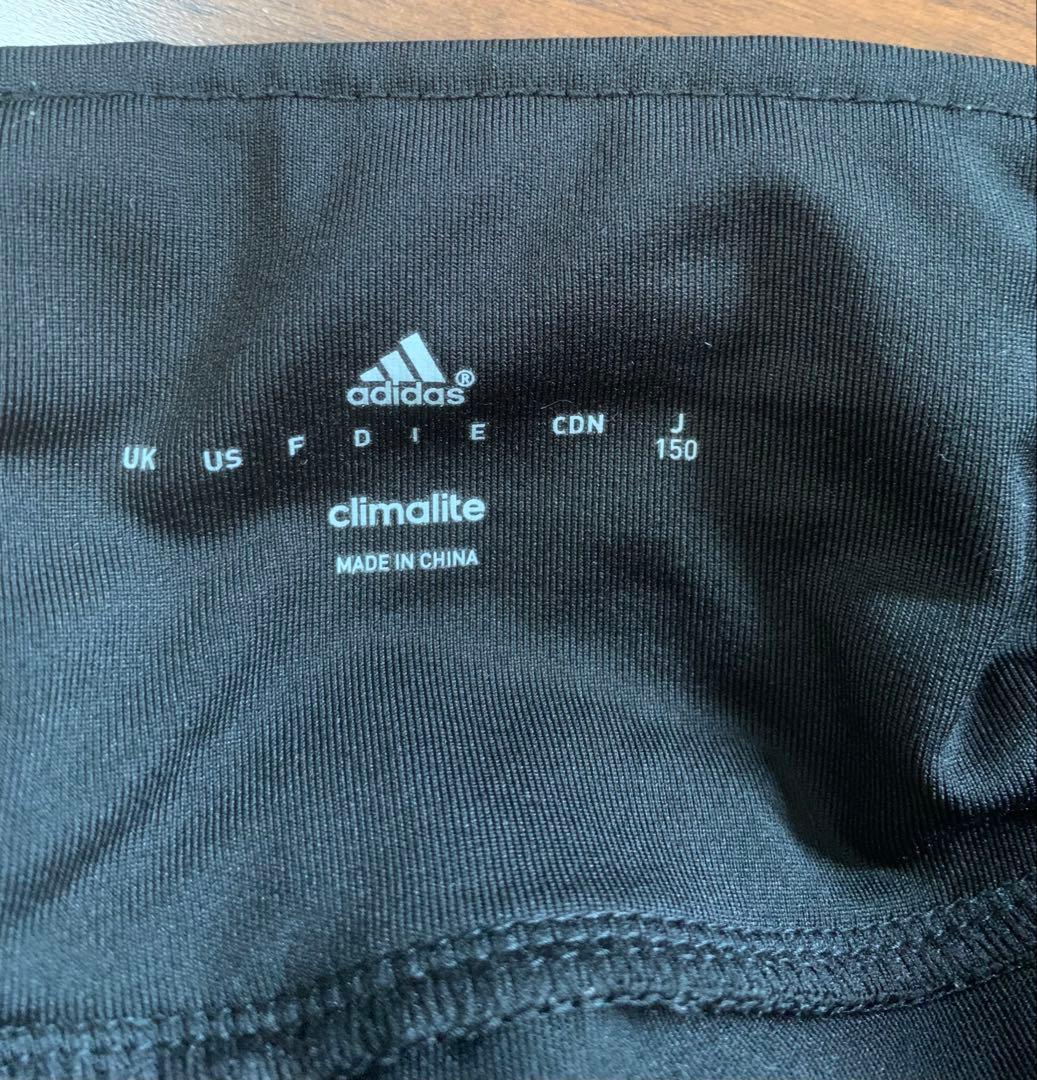 adidas®
UK US F D I E CDN J
150
climalite
MADE IN CHINA